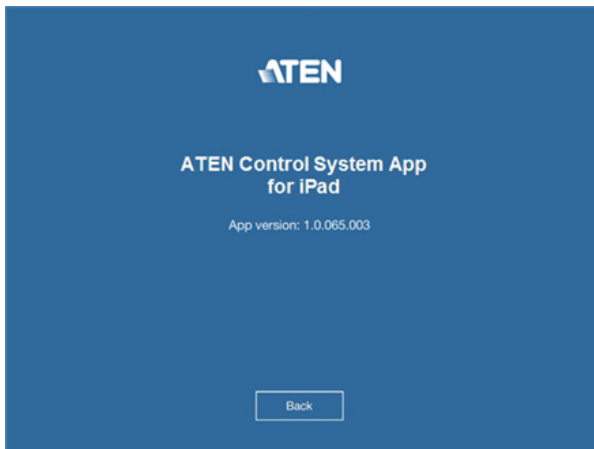 ATEN
ATEN Control System App
for iPad
App version: 1.0.065.003
Back